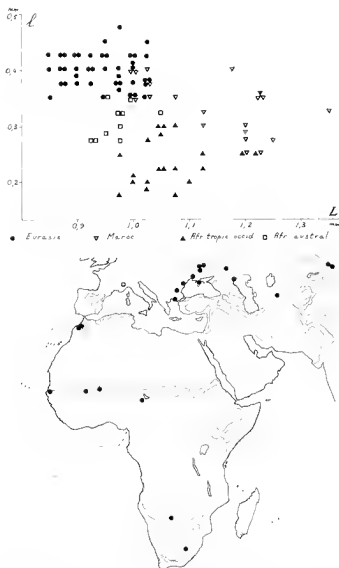 mm
0,5
ℓ
0,4
0,3
0,2
L
0,9 1,0 1,1 1,2 1,3 mm
● Eurasia ▽ Maroc ▲ Afr tropic occid □ Afr austral